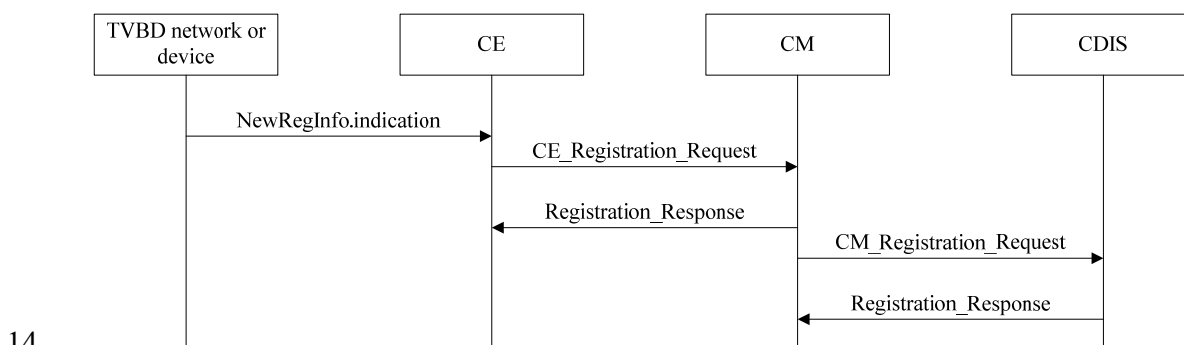 TVBD network or
device
CE
CM
CDIS
NewRegInfo.indication
CE_Registration_Request
Registration_Response
CM_Registration_Request
Registration_Response
14